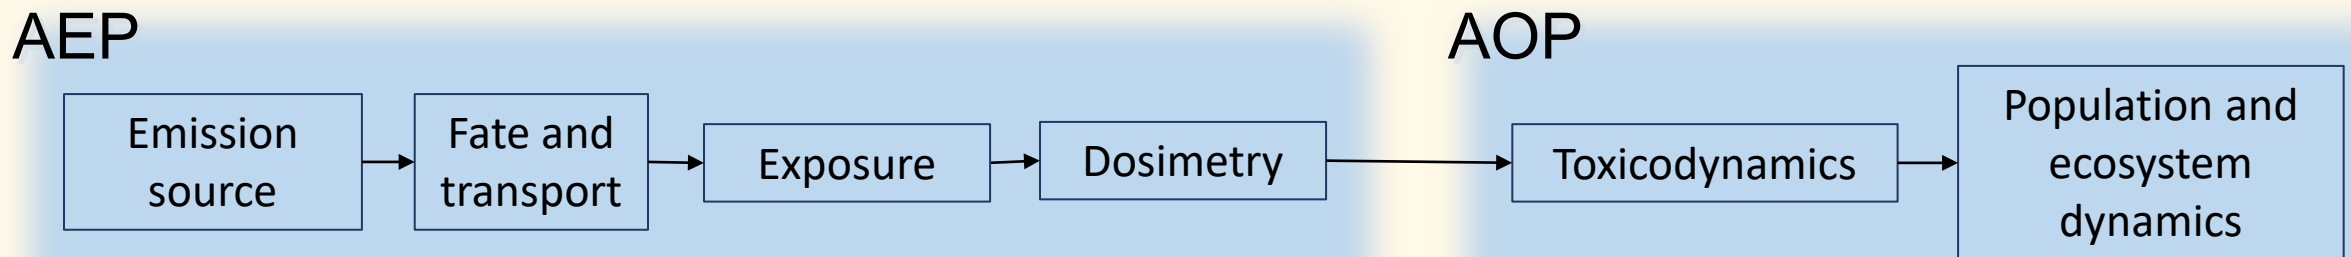 AEP
AOP
Emission
source
Fate and
transport
Exposure
Dosimetry
Toxicodynamics
Population and
ecosystem
dynamics